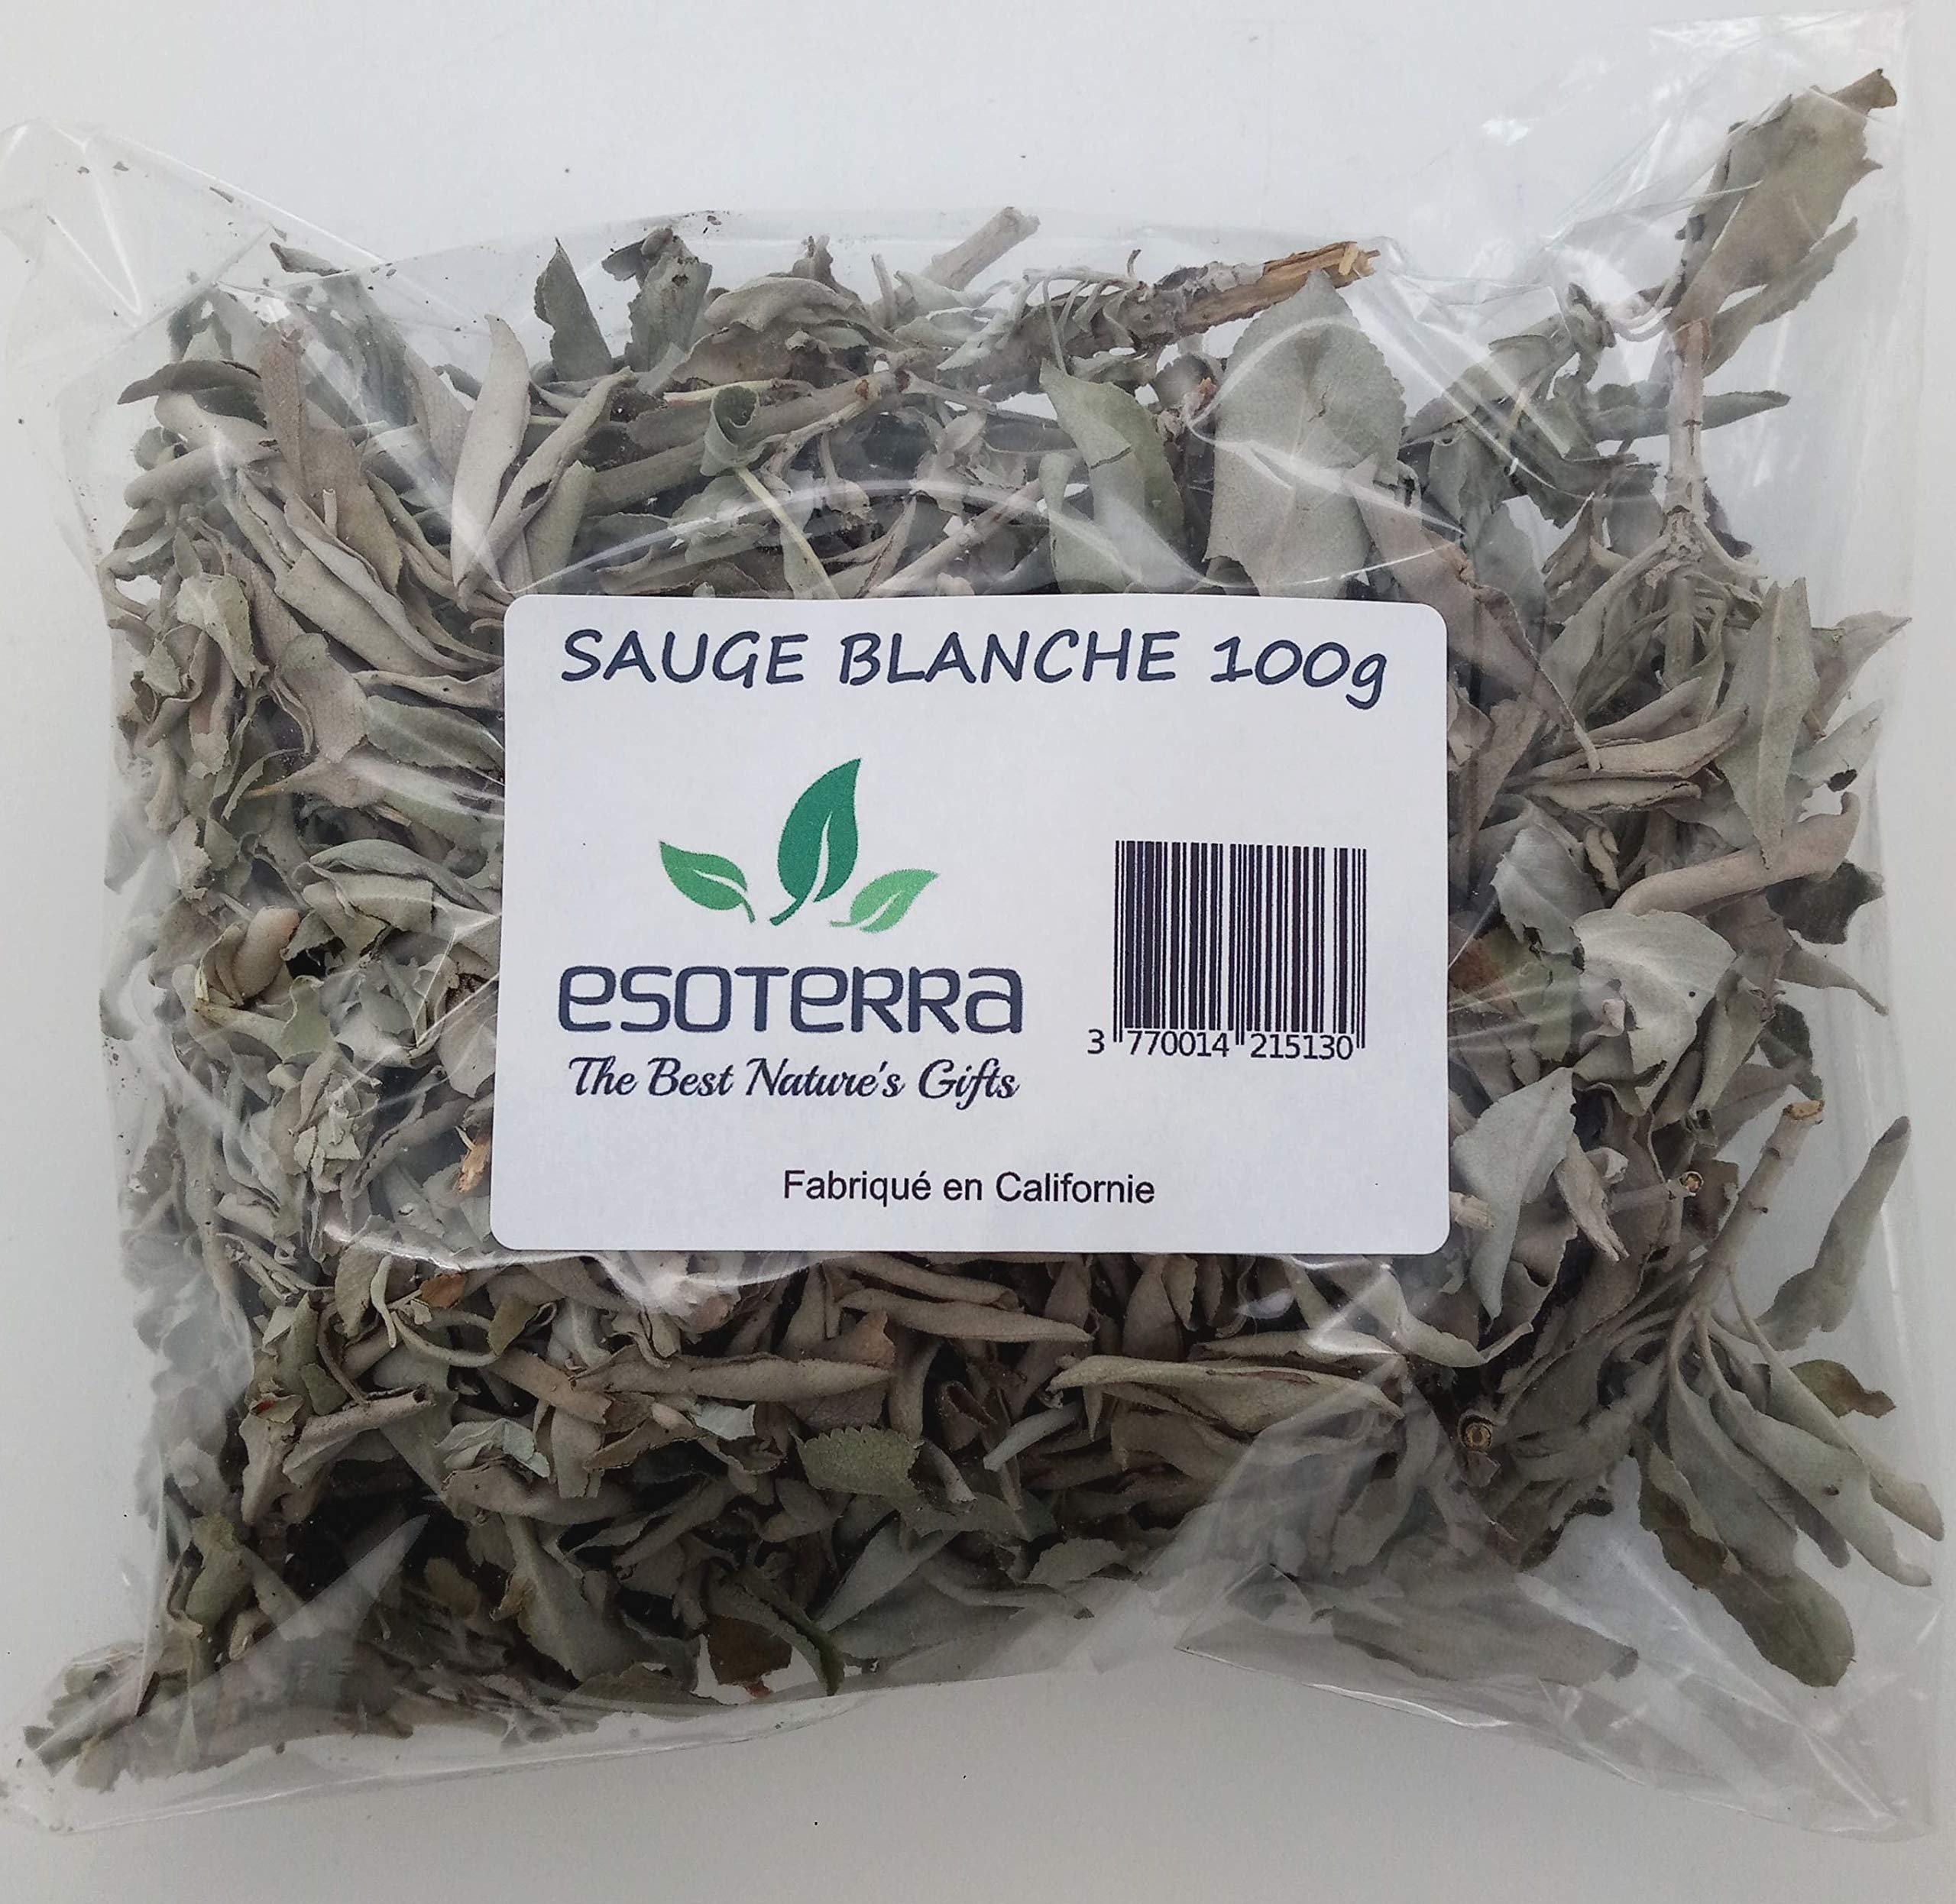 SAUGE BLANCHE 100g
esoterra
The Best Nature's Gifts
3 770014 215130
Fabriqué en Californie